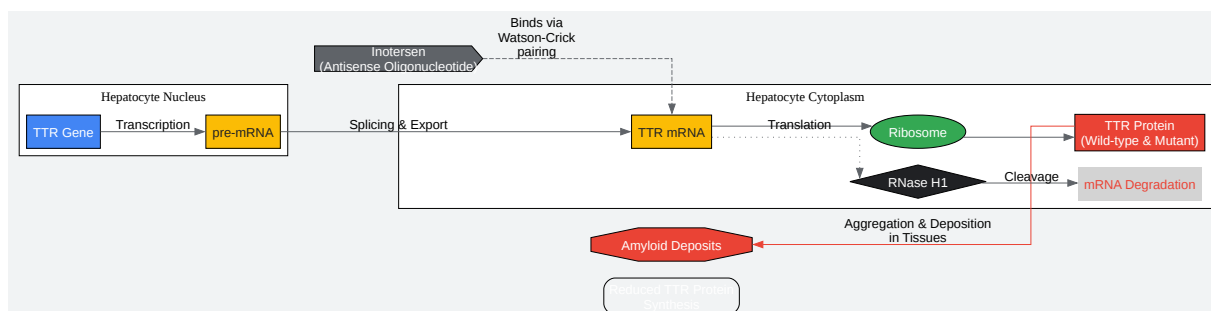 Binds via
Watson-Crick
pairing
Inotersen
(Antisense Oligonucleotide)
Hepatocyte Nucleus
Hepatocyte Cytoplasm
TTR Gene
Transcription
pre-mRNA
Splicing & Export
TTR mRNA
Translation
Ribosome
TTR Protein
(Wild-type & Mutant)
RNase H1
Cleavage
mRNA Degradation
Aggregation & Deposition
in Tissues
Amyloid Deposits
Reduced TTR Protein
Synthesis